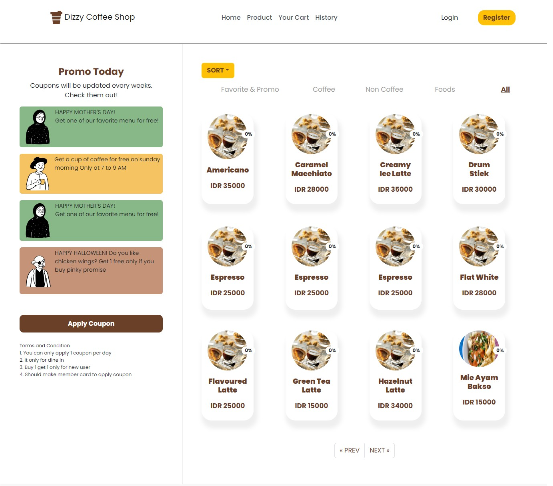 Dizzy Coffee Shop
Home Product Your Cart History
Login
Register
Promo Today
Coupons will be updated every weeks.
Check them out!
HAPPY MOTHER'S DAY!
Get one of our favorite menu for free!
Get a cup of coffee for free on sunday
morning Only at 7 to 9 AM
HAPPY MOTHER'S DAY!
Get one of our favorite menu for free!
HAPPY HALLOWEEN! Do you like
chicken wings? Get 1 free only if you
buy pinky promise
Apply Coupon
Terms and Condition
1. You can only apply 1 coupon per day
2. It only for dine in
3. Buy 1 get 1 only for new user
4. Should make member card to apply coupon
SORT
Favorite & Promo
Coffee
Non Coffee
Foods
All
0%
Americano
IDR 35000
0%
Caramel
Macchiato
IDR 28000
0%
Creamy
Ice Latte
IDR 35000
0%
Drum
Stick
IDR 30000
0%
Espresso
IDR 25000
0%
Espresso
IDR 25000
0%
Espresso
IDR 25000
0%
Flat White
IDR 28000
0%
Flavoured
Latte
IDR 25000
0%
Green Tea
Latte
IDR 15000
0%
Hazelnut
Latte
IDR 34000
0%
Mie Ayam
Bakso
IDR 15000
« PREV
NEXT »